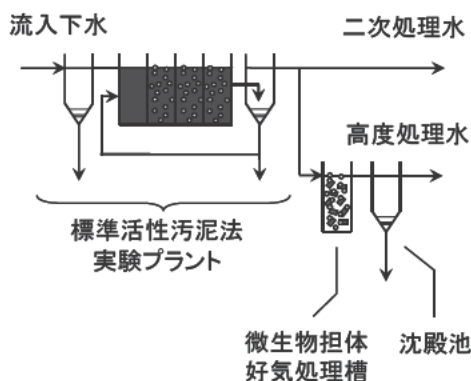 流入下水
二次処理水
高度処理水
標準活性汚泥法
実験プラント
微生物担体
好気処理槽
沈殿池